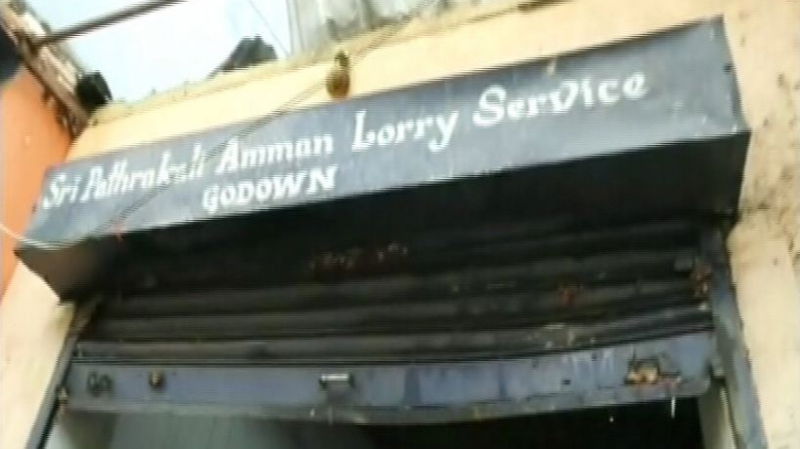 Sri Pathrakali Amman Lorry Service
GODOWN